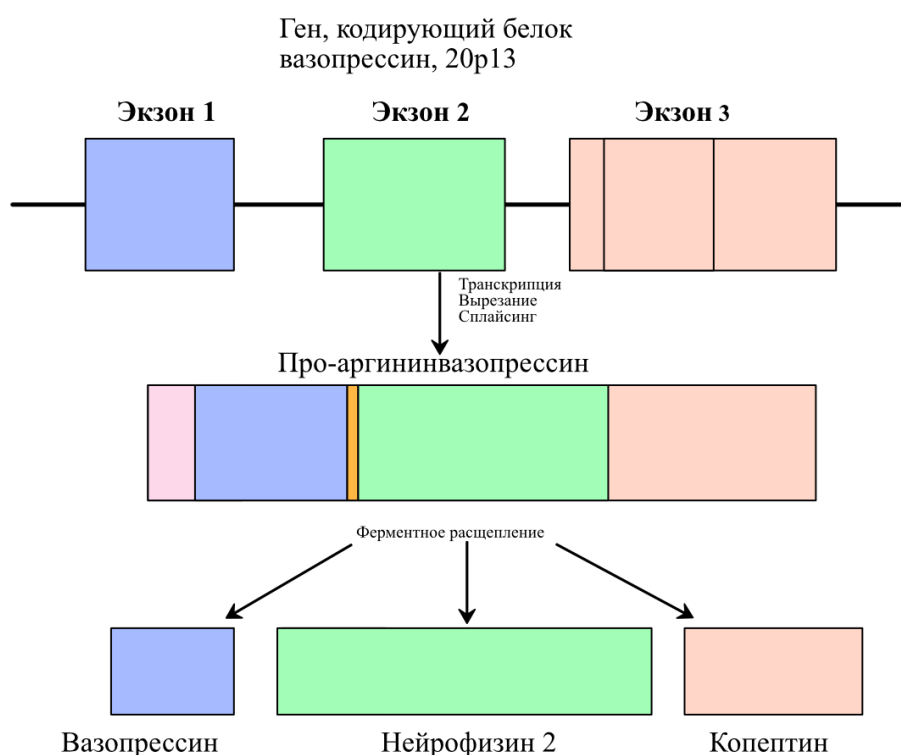 Ген, кодирующий белок
вазопрессин, 20p13
Экзон 1
Экзон 2
Экзон 3
Транскрипция
Вырезание
Сплайсинг
Про-аргининвазопрессин
Ферментное расщепление
Вазопрессин
Нейрофизин 2
Копептин